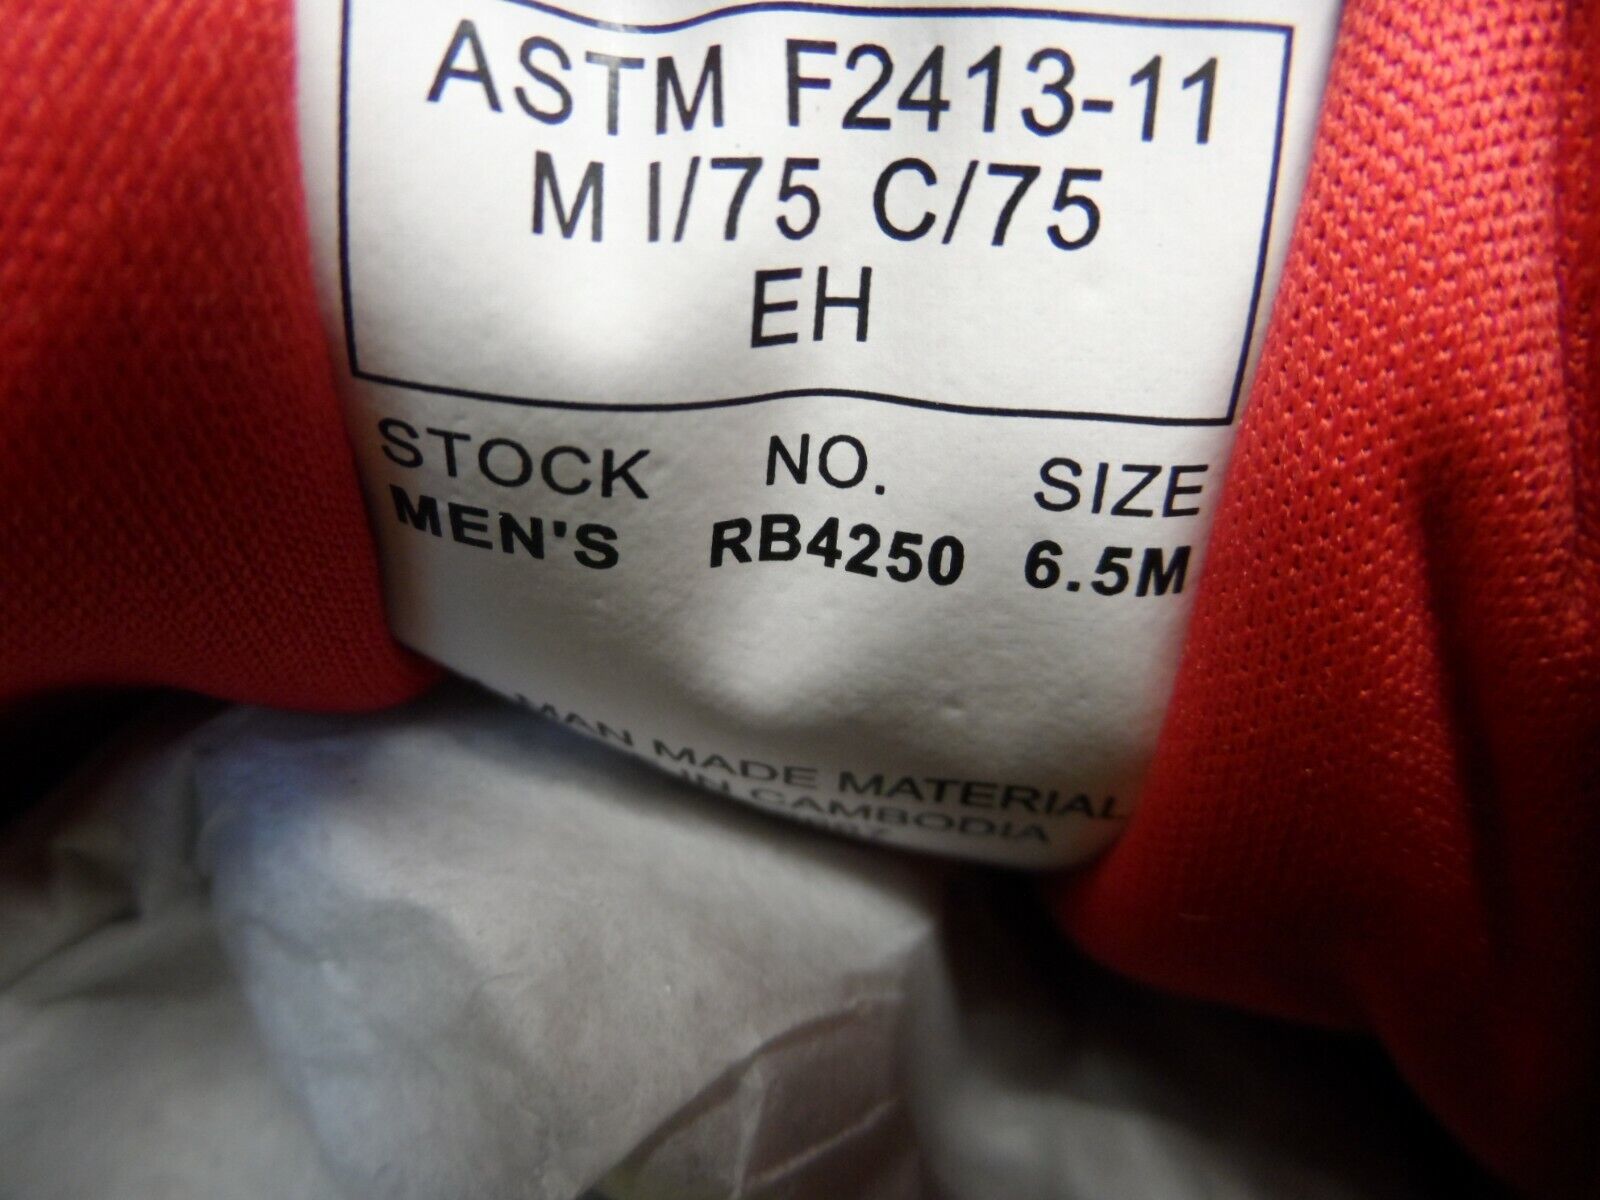 ASTM F2413-11
M I/75 C/75
EH
STOCK NO. SIZE
MEN'S RB4250 6.5M
MAN MADE MATERIAL
IN CAMBODIA